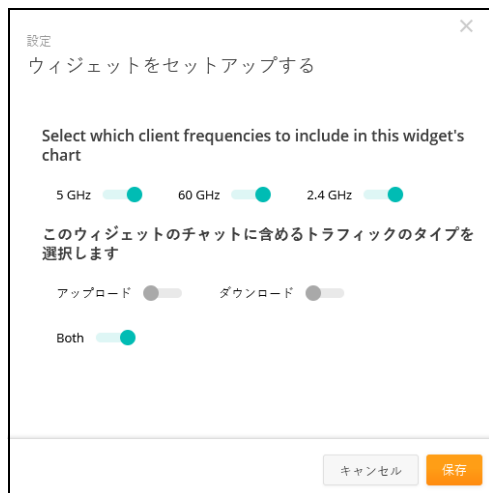 設定
ウィジェットをセットアップする
Select which client frequencies to include in this widget's
chart
5 GHz 60 GHz 2.4 GHz
このウィジェットのチャットに含めるトラフィックのタイプを
選択します
アップロード ダウンロード
Both
キャンセル 保存